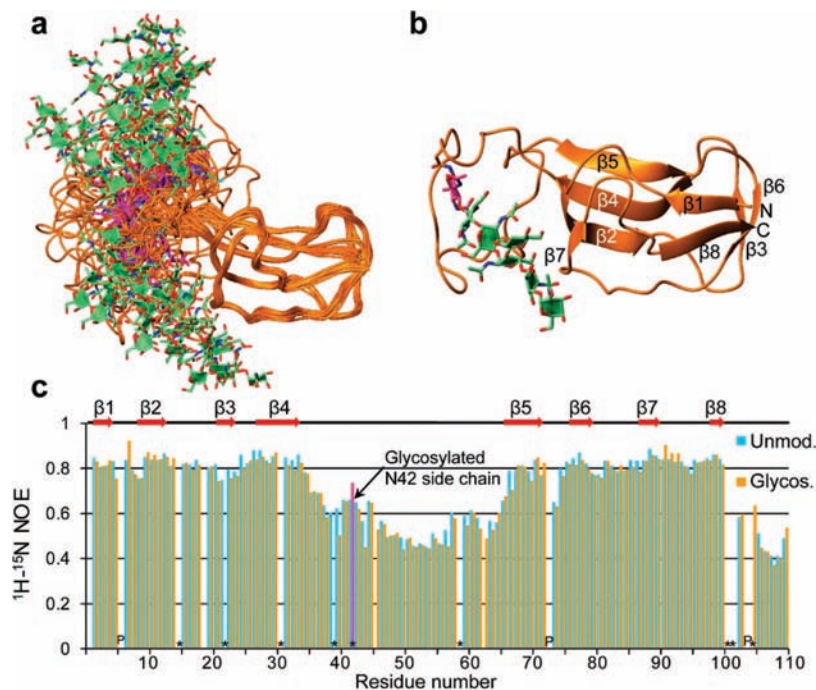 a
b
β5
β6
β4
β1
N
C
β2
β3
β7
β8
c
β1 β2 β3 β4 β5 β6 β7 β8
1
Unmod.
Glycos.
Glycosylated
N42 side chain
0.8
0.6
0.4
0.2
0
¹H-¹⁵N NOE
P * * * * * * P ** P *
10 20 30 40 50 60 70 80 90 100 110
Residue number